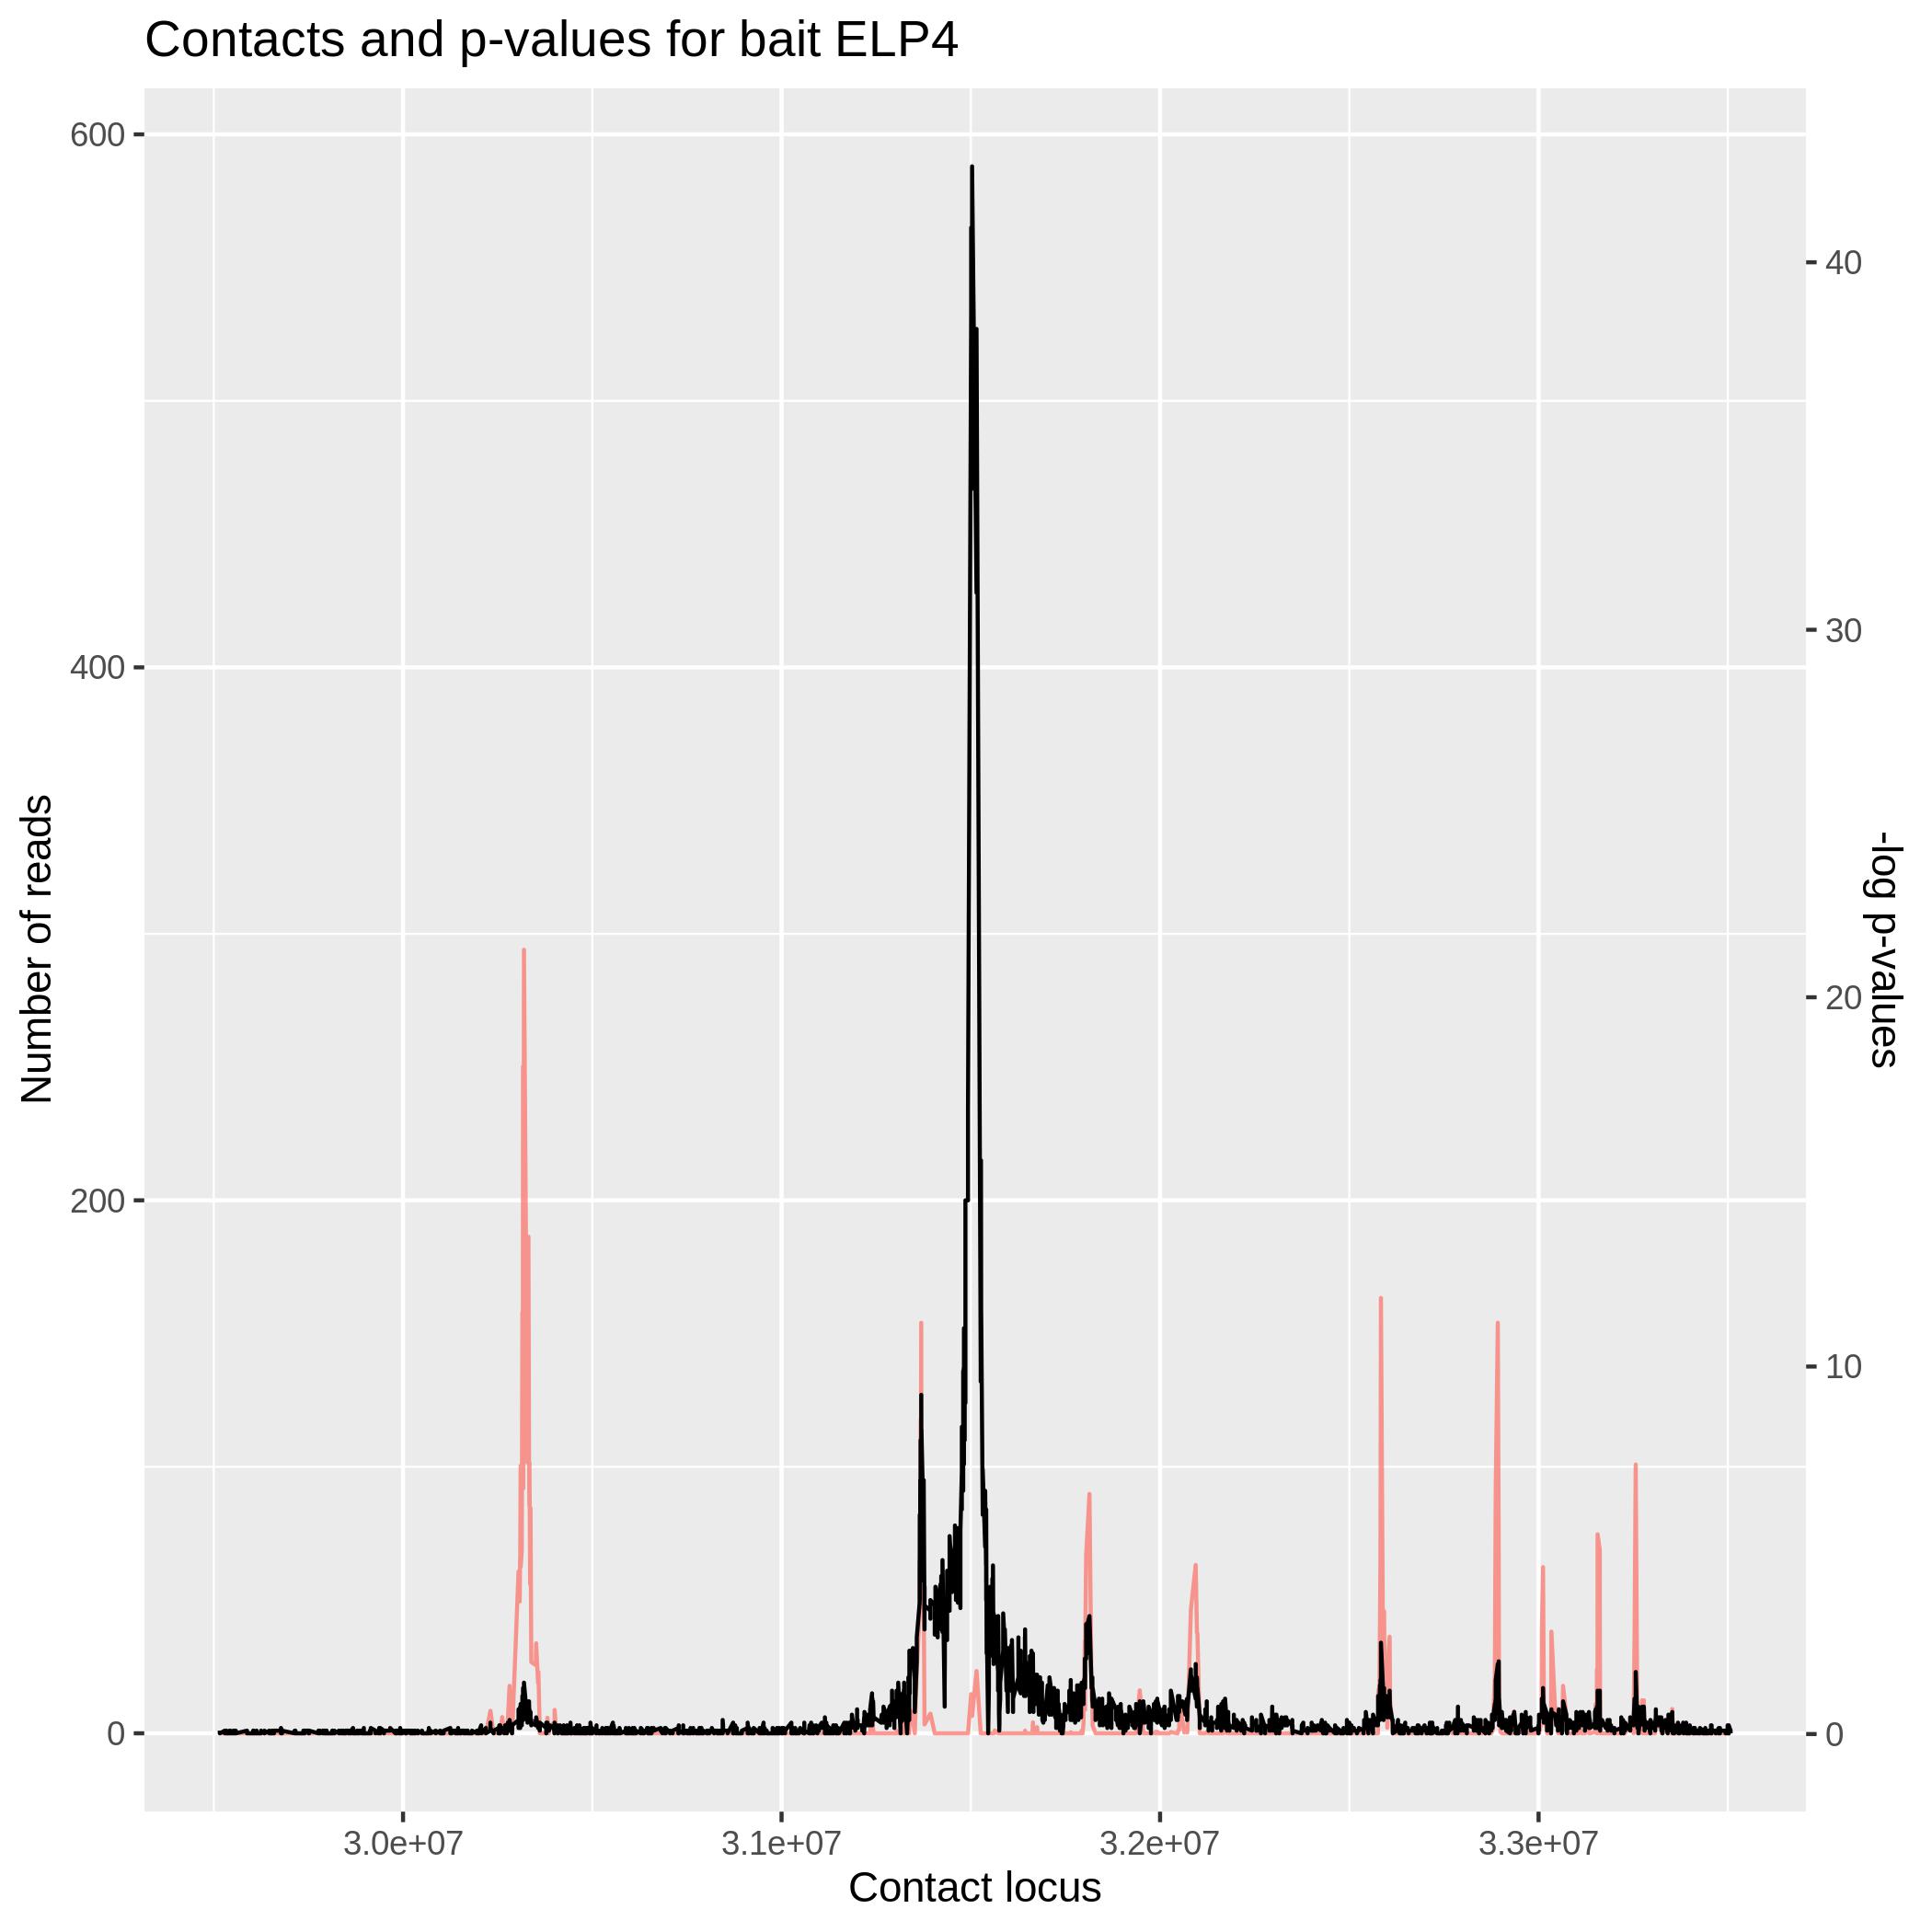 Contacts and p-values for bait ELP4
600
400
200
0
Number of reads
40
30
20
10
0
-log p-values
3.0e+07
3.1e+07
3.2e+07
3.3e+07
Contact locus